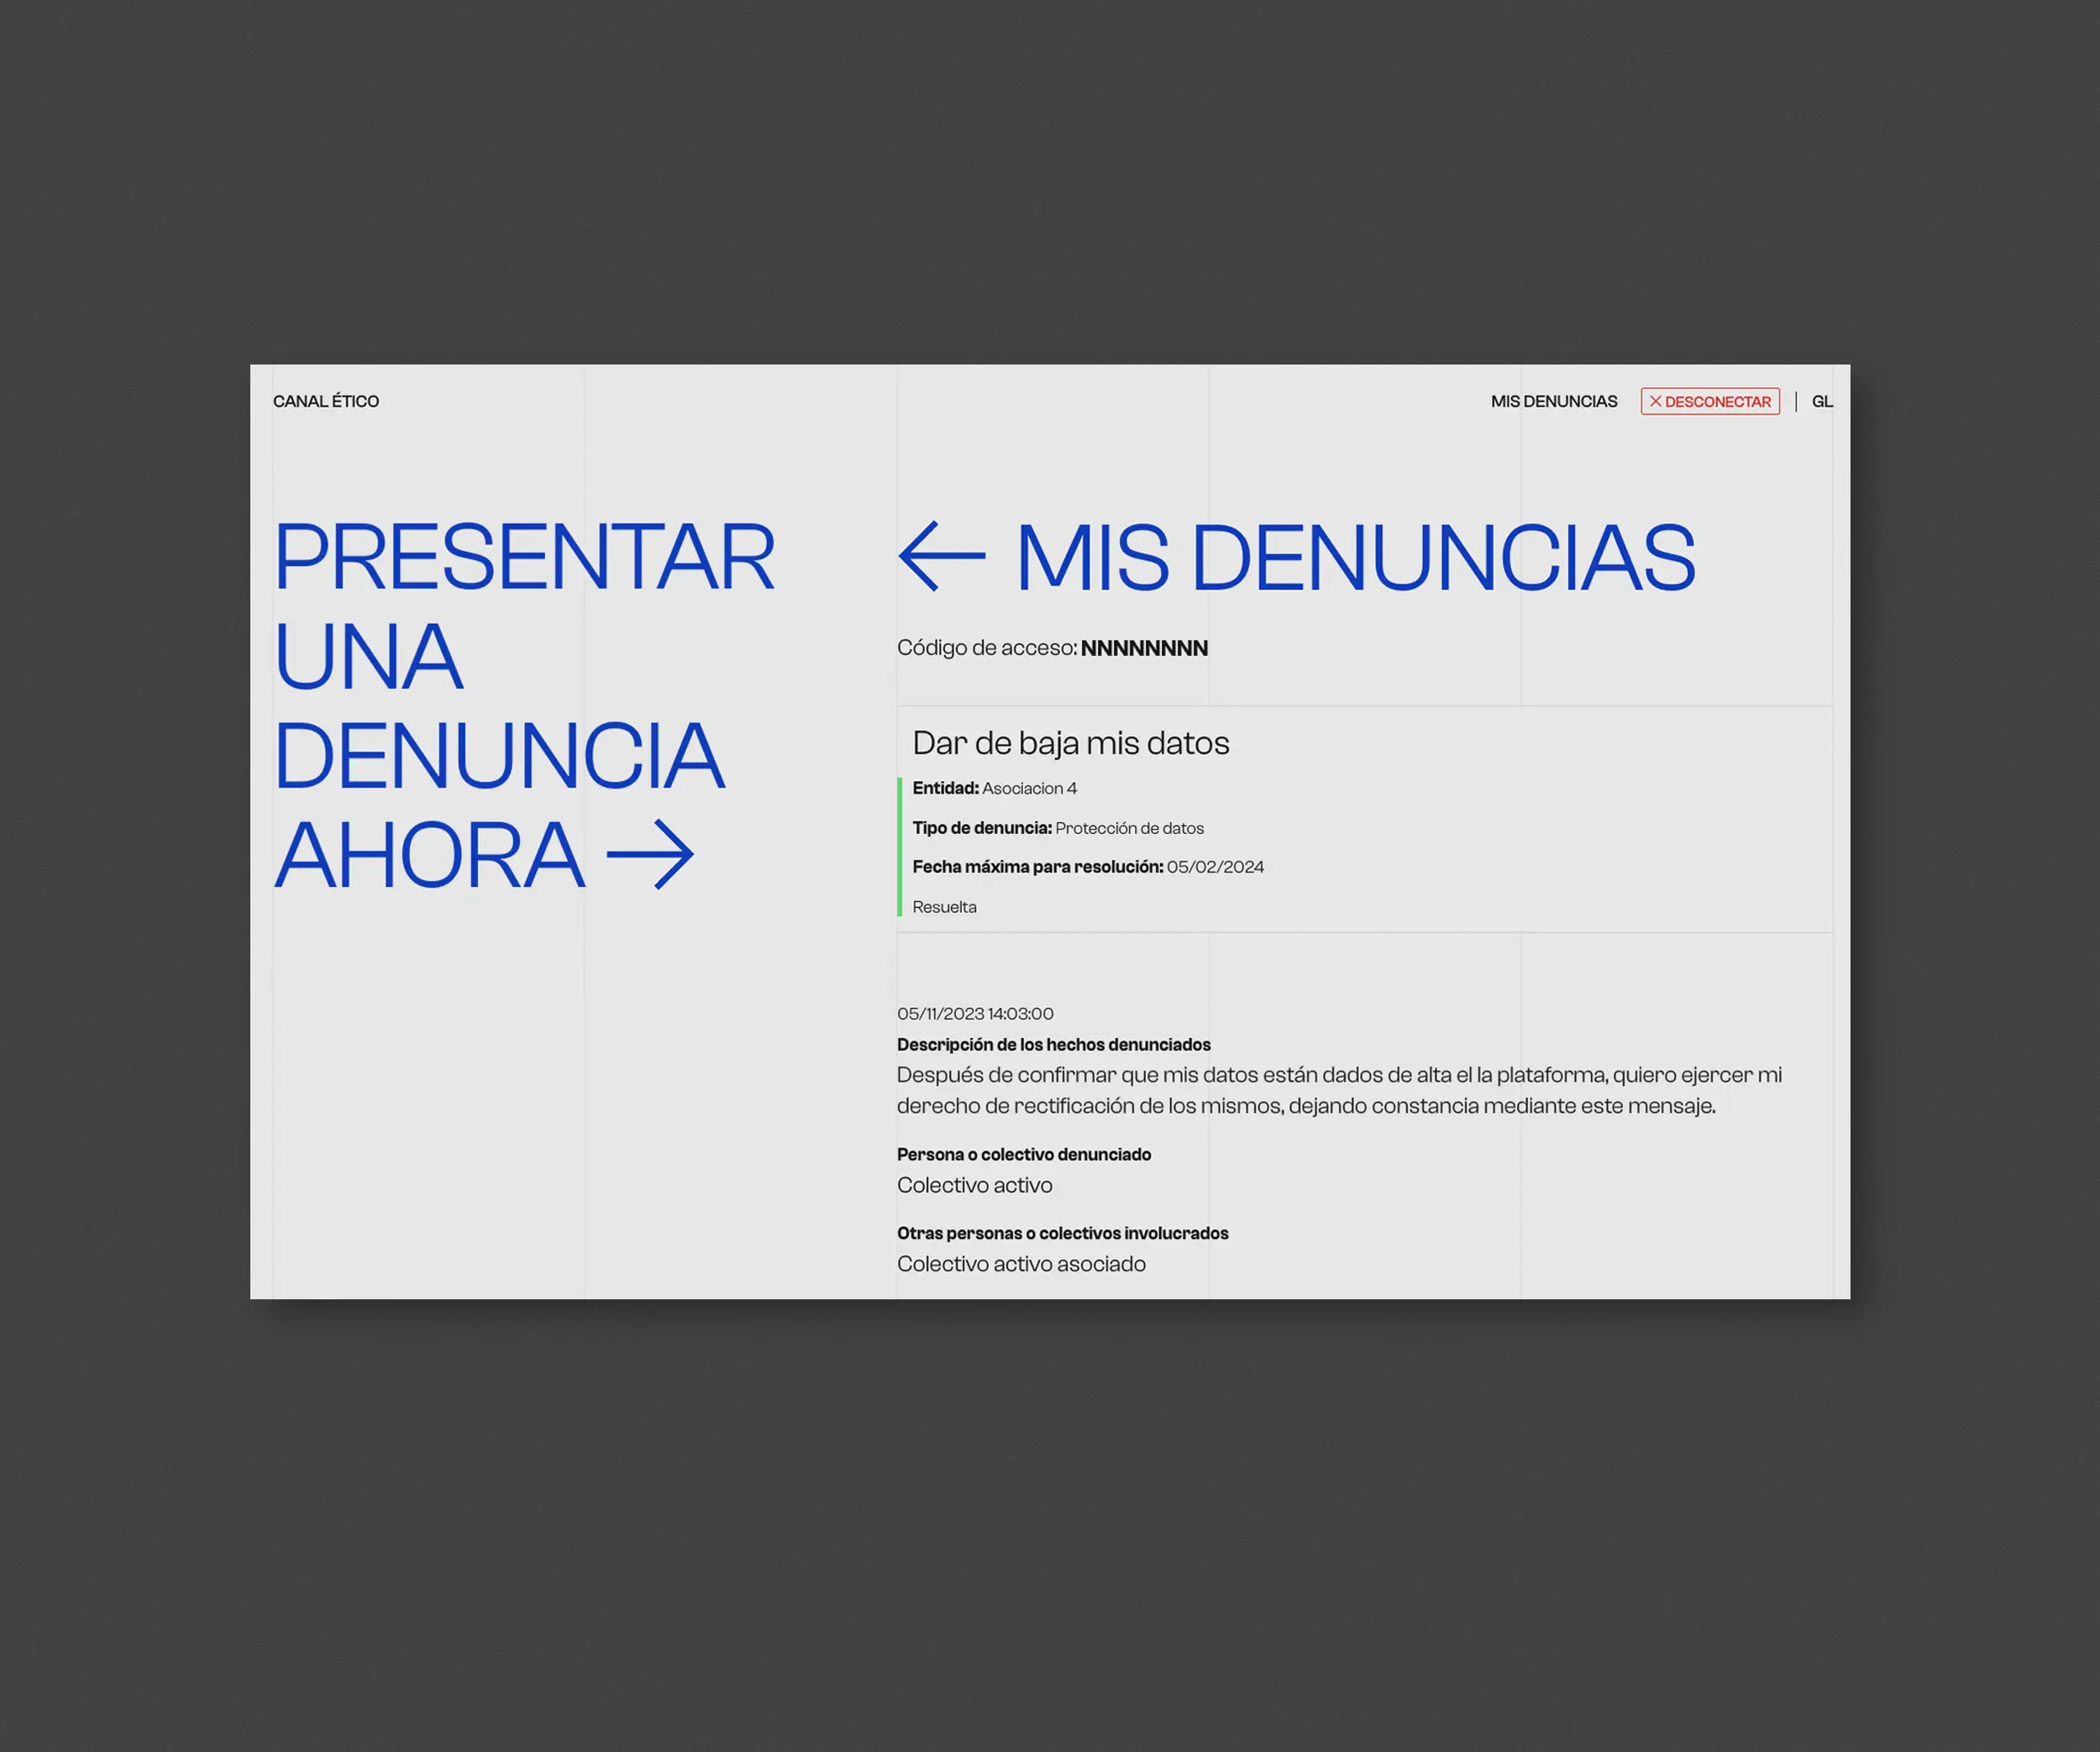 CANAL ÉTICO
MIS DENUNCIAS
DESCONECTAR
GL
PRESENTAR
UNA
DENUNCIA
AHORA →
← MIS DENUNCIAS
Código de acceso: NNNNNNNN
Dar de baja mis datos
Entidad: Asociacion 4
Tipo de denuncia: Protección de datos
Fecha máxima para resolución: 05/02/2024
Resuelta
05/11/2023 14:03:00
Descripción de los hechos denunciados
Después de confirmar que mis datos están dados de alta el la plataforma, quiero ejercer mi
derecho de rectificación de los mismos, dejando constancia mediante este mensaje.
Persona o colectivo denunciado
Colectivo activo
Otras personas o colectivos involucrados
Colectivo activo asociado